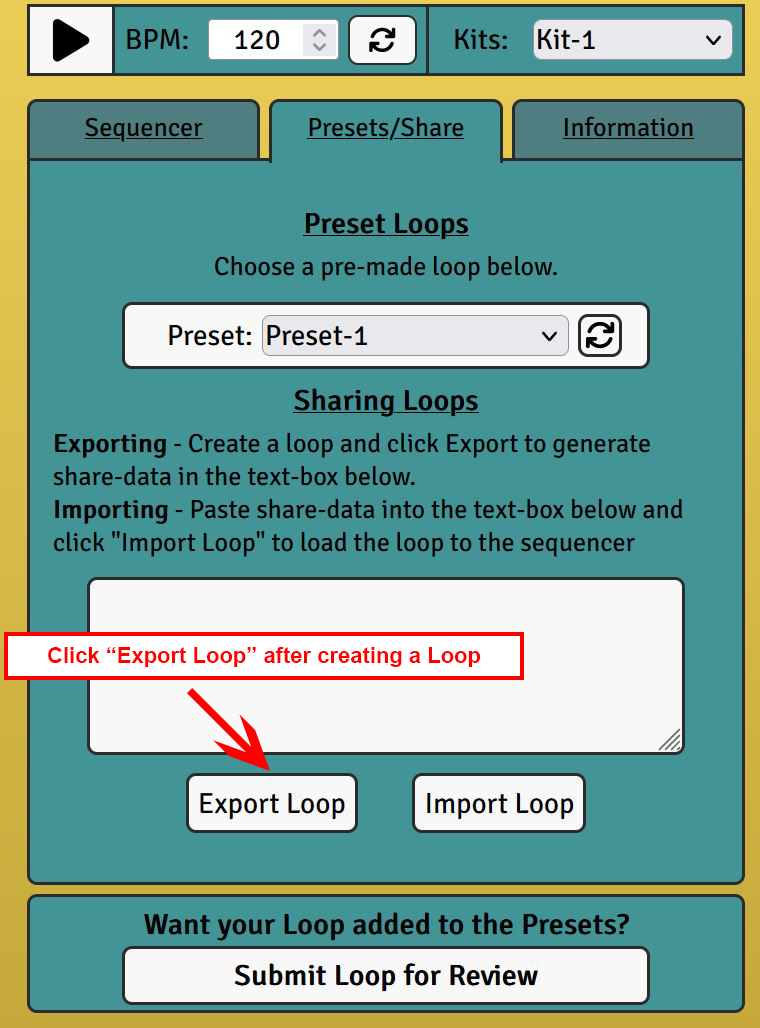 BPM: 120 Kits: Kit-1
Sequencer Presets/Share Information
Preset Loops
Choose a pre-made loop below.
Preset: Preset-1
Sharing Loops
Exporting - Create a loop and click Export to generate
share-data in the text-box below.
Importing - Paste share-data into the text-box below and
click "Import Loop" to load the loop to the sequencer
Click “Export Loop” after creating a Loop
Export Loop Import Loop
Want your Loop added to the Presets?
Submit Loop for Review